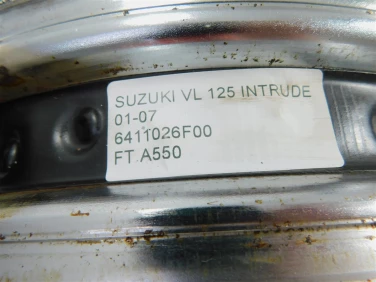 SUZUKI VL 125 INTRUDE
01-07
6411026F00
FT A550